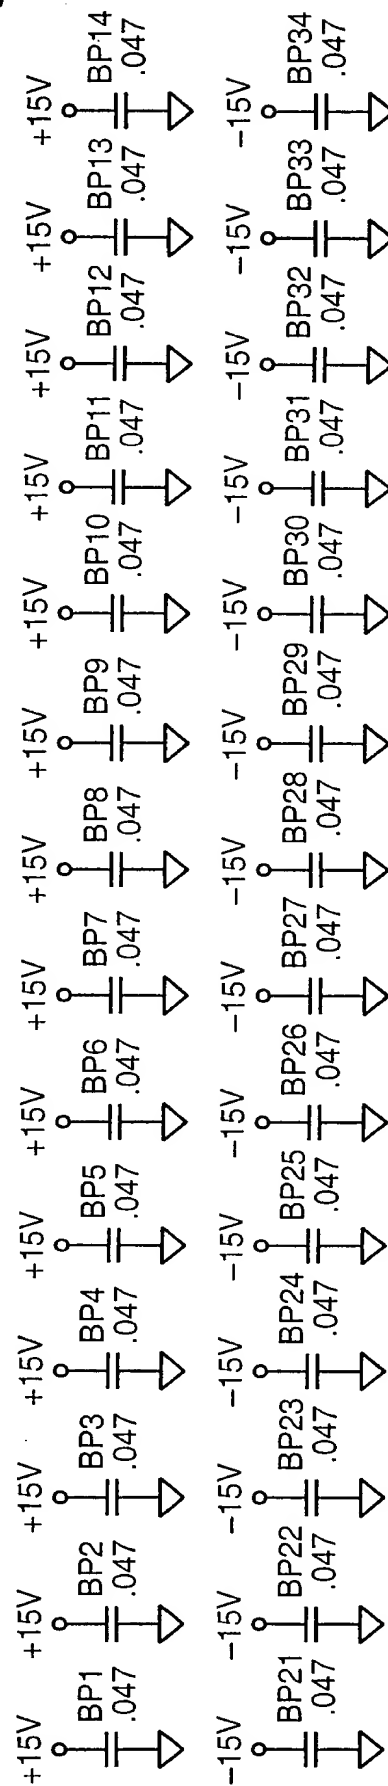 +15V
BP1
.047
+15V
BP2
.047
+15V
BP3
.047
+15V
BP4
.047
+15V
BP5
.047
+15V
BP6
.047
+15V
BP7
.047
+15V
BP8
.047
+15V
BP9
.047
+15V
BP10
.047
+15V
BP11
.047
+15V
BP12
.047
+15V
BP13
.047
+15V
BP14
.047
−15V
BP21
.047
−15V
BP22
.047
−15V
BP23
.047
−15V
BP24
.047
−15V
BP25
.047
−15V
BP26
.047
−15V
BP27
.047
−15V
BP28
.047
−15V
BP29
.047
−15V
BP30
.047
−15V
BP31
.047
−15V
BP32
.047
−15V
BP33
.047
−15V
BP34
.047